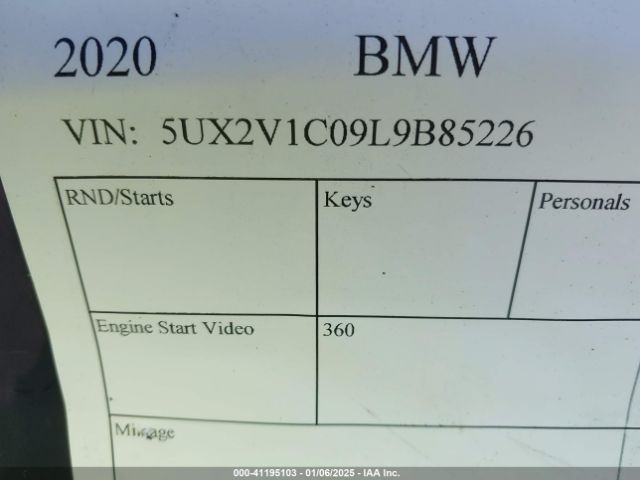 2020 BMW
VIN: 5UX2V1C09L9B85226
RND/Starts Keys Personals
Engine Start Video 360
000-41195103 - 01/06/2025 - IAA Inc.